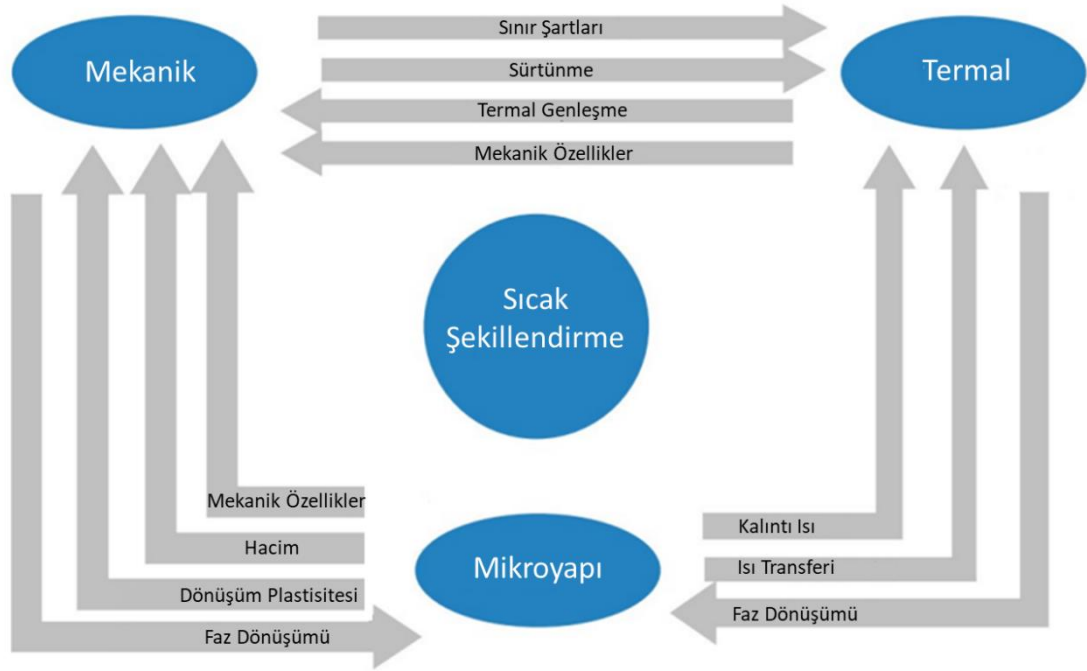 Sınır Şartları
Mekanik
Termal
Sürtünme
Termal Genleşme
Mekanik Özellikler
Sıcak
Şekillendirme
Mekanik Özellikler
Kalıntı Isı
Hacim
Mikroyapı
Isı Transferi
Dönüşüm Plastisitesi
Faz Dönüşümü
Faz Dönüşümü